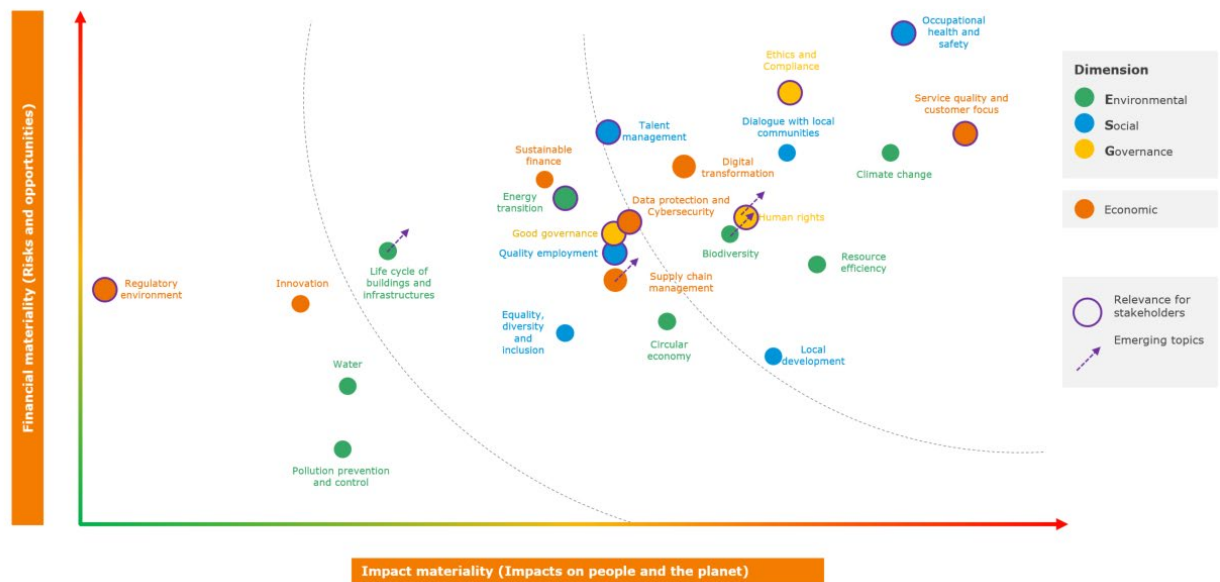 Financial materiality (Risks and opportunities)
Occupational
health and
safety
Ethics and
Compliance
Service quality and
customer focus
Talent
management
Dialogue with local
communities
Sustainable
finance
Digital
transformation
Climate change
Energy
transition
Data protection and
Cybersecurity
Human rights
Good governance
Quality employment
Biodiversity
Resource
efficiency
Life cycle of
buildings and
infrastructures
Supply chain
management
Regulatory
environment
Innovation
Equality,
diversity
and
inclusion
Circular
economy
Local
development
Water
Pollution prevention
and control
Impact materiality (Impacts on people and the planet)
Dimension
Environmental
Social
Governance
Economic
Relevance for
stakeholders
Emerging topics